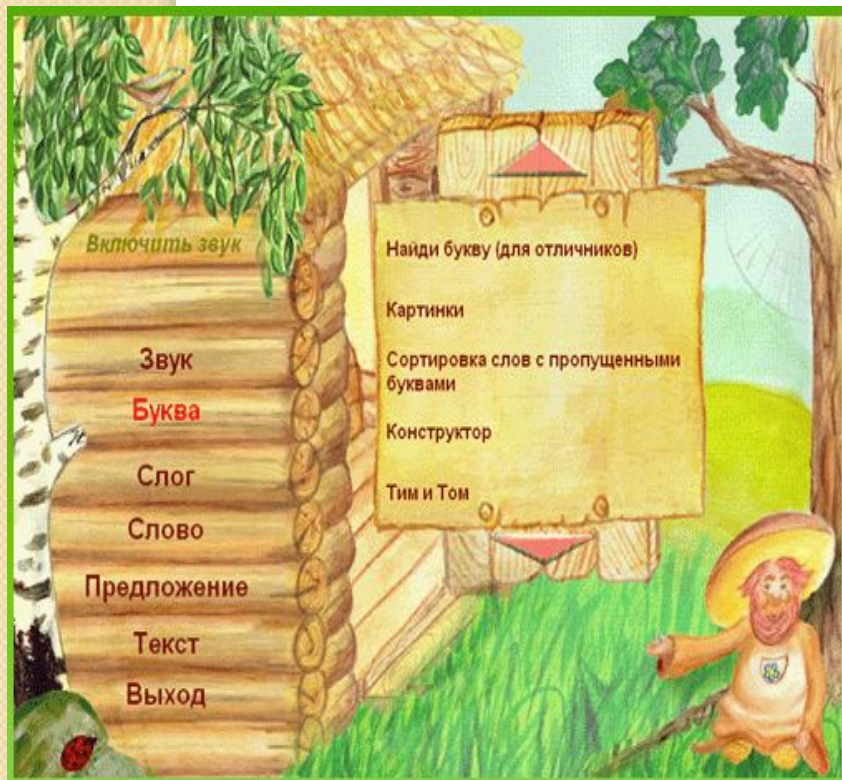 Включить звук
Звук
Буква
Слог
Слово
Предложение
Текст
Выход
Найди букву (для отличников)
Картинки
Сортировка слов с пропущенными
буквами
Конструктор
Тим и Том